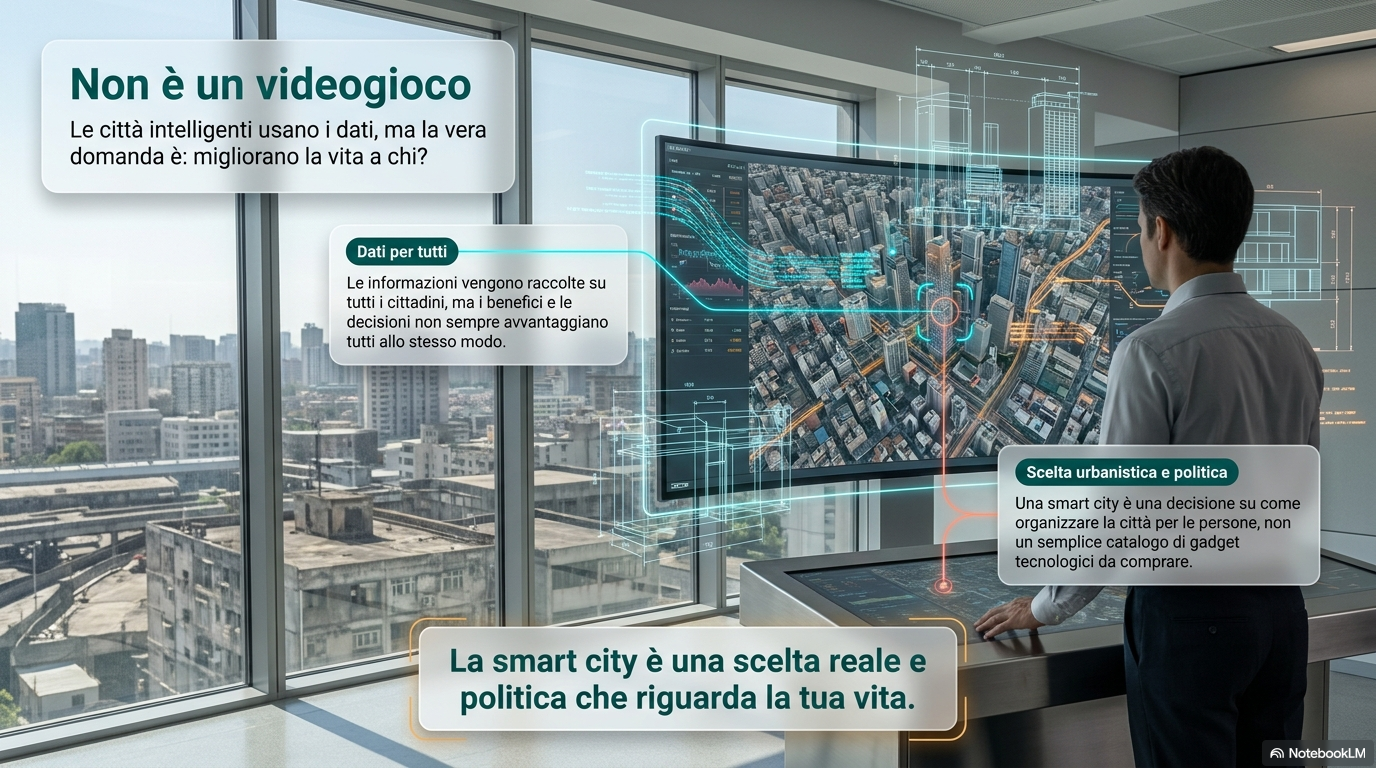 Non è un videogioco
Le città intelligenti usano i dati, ma la vera
domanda è: migliorano la vita a chi?
Dati per tutti
Le informazioni vengono raccolte su
tutti i cittadini, ma i benefici e le
decisioni non sempre avvantaggiano
tutti allo stesso modo.
Scelta urbanistica e politica
Una smart city è una decisione su come
organizzare la città per le persone, non
un semplice catalogo di gadget
tecnologici da comprare.
La smart city è una scelta reale e
politica che riguarda la tua vita.
NotebookLM